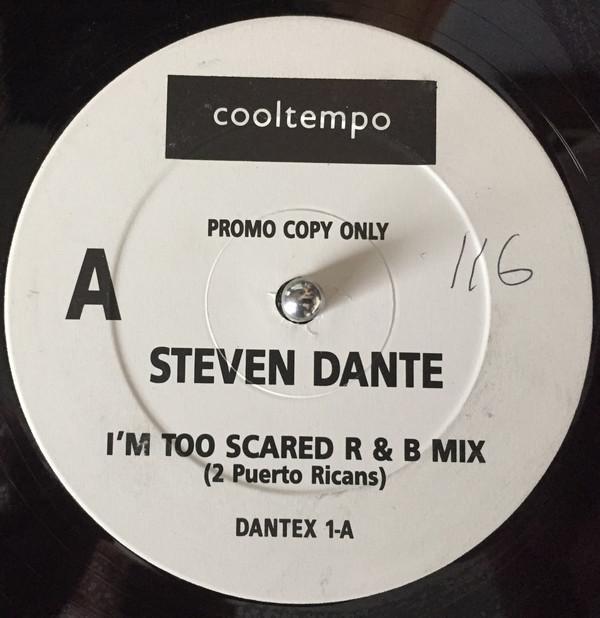 cooltempo
PROMO COPY ONLY
116
A
STEVEN DANTE
I'M TOO SCARED R & B MIX
(2 Puerto Ricans)
DANTEX 1-A